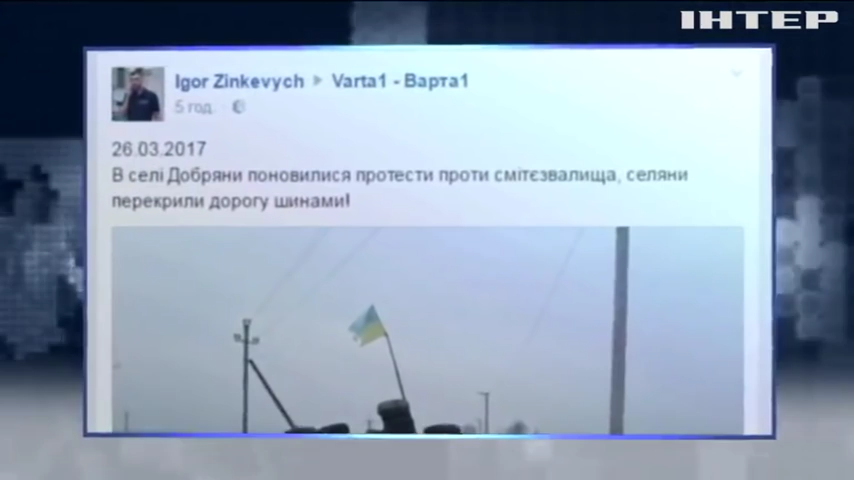 ІНТЕР
Igor Zinkevych ▸ Varta1 - Варта1
5 год.
26.03.2017
В селі Добряни поновилися протести проти смітєзвалища, селяни
перекрили дорогу шинами!